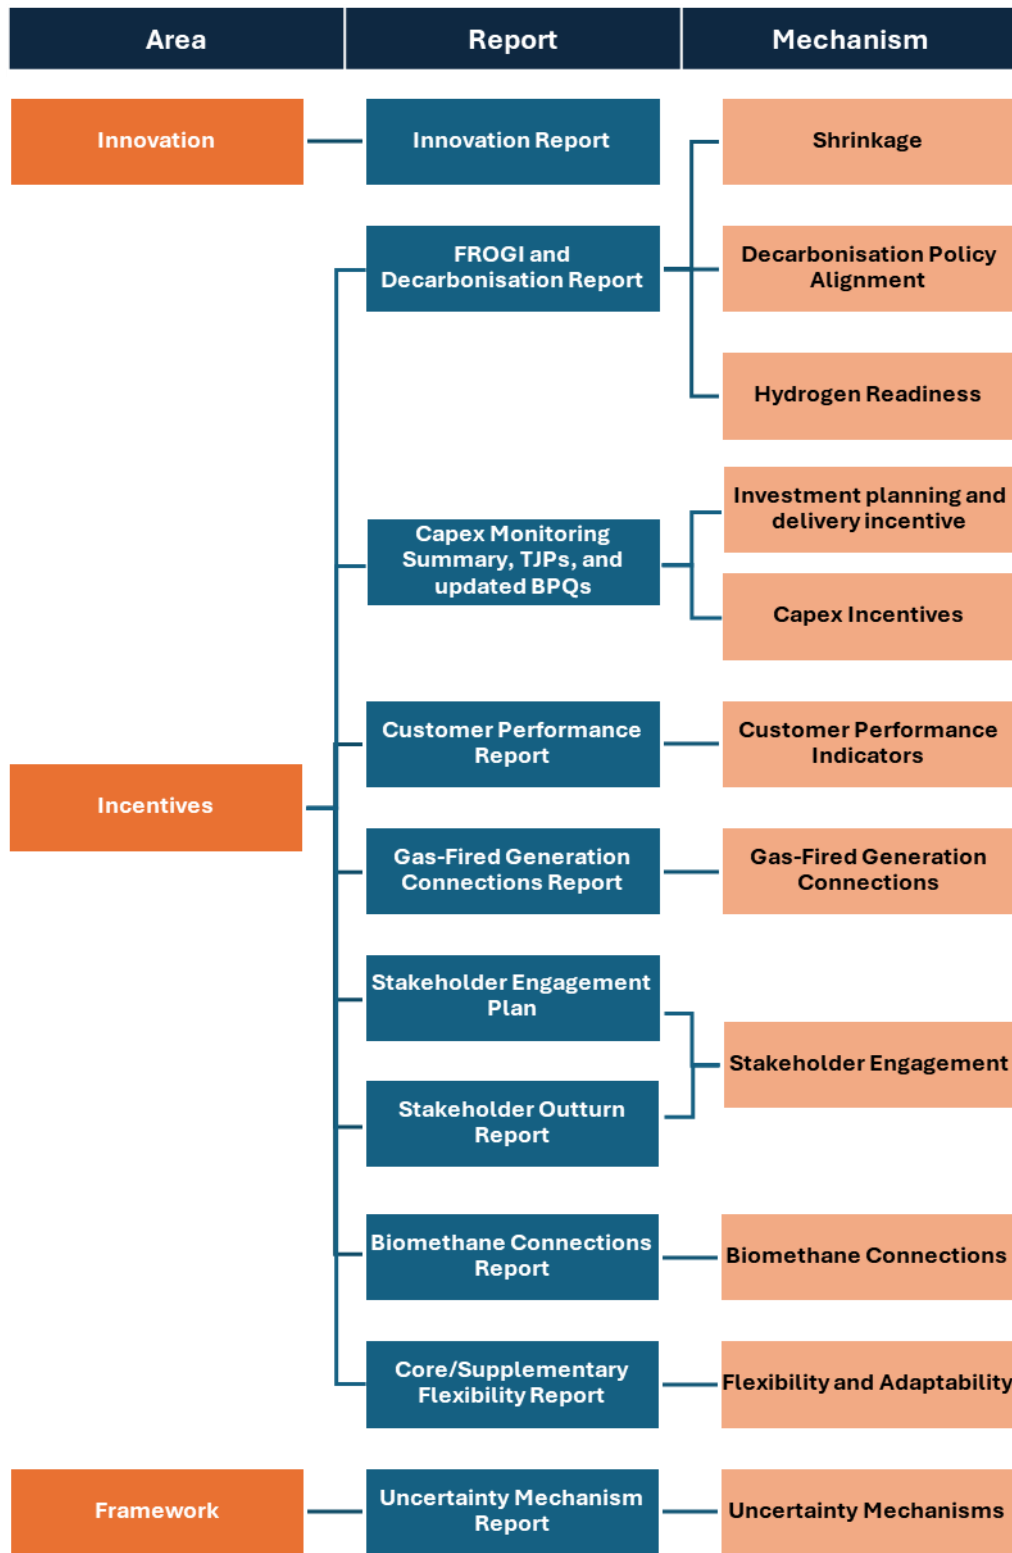 Area
Report
Mechanism
Innovation
Innovation Report
Shrinkage
FROGI and
Decarbonisation Report
Decarbonisation Policy
Alignment
Hydrogen Readiness
Capex Monitoring
Summary, TJPs, and
updated BPQs
Investment planning and
delivery incentive
Capex Incentives
Customer Performance
Report
Customer Performance
Indicators
Incentives
Gas-Fired Generation
Connections Report
Gas-Fired Generation
Connections
Stakeholder Engagement
Plan
Stakeholder Engagement
Stakeholder Outturn
Report
Biomethane Connections
Report
Biomethane Connections
Core/Supplementary
Flexibility Report
Flexibility and Adaptability
Framework
Uncertainty Mechanism
Report
Uncertainty Mechanisms